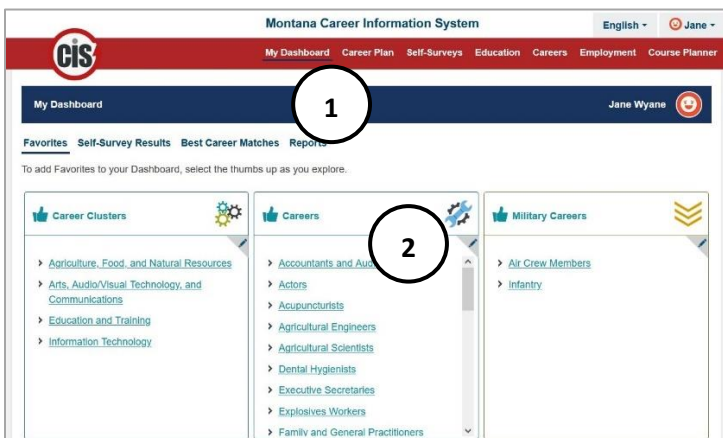 Montana Career Information System
English
Jane
CIS
My Dashboard Career Plan Self-Surveys Education Careers Employment Course Planner
My Dashboard
1
Jane Wyane
Favorites Self-Survey Results Best Career Matches Reports
To add Favorites to your Dashboard, select the thumbs up as you explore.
Career Clusters
Agriculture, Food, and Natural Resources
Arts, Audio/Visual Technology, and
Communications
Education and Training
Information Technology
Careers
2
Accountants and
Actors
Acupuncturists
Agricultural Engineers
Agricultural Scientists
Dental Hygienists
Executive Secretaries
Explosives Workers
Family and General Practitioners
Military Careers
Air Crew Members
Infantry